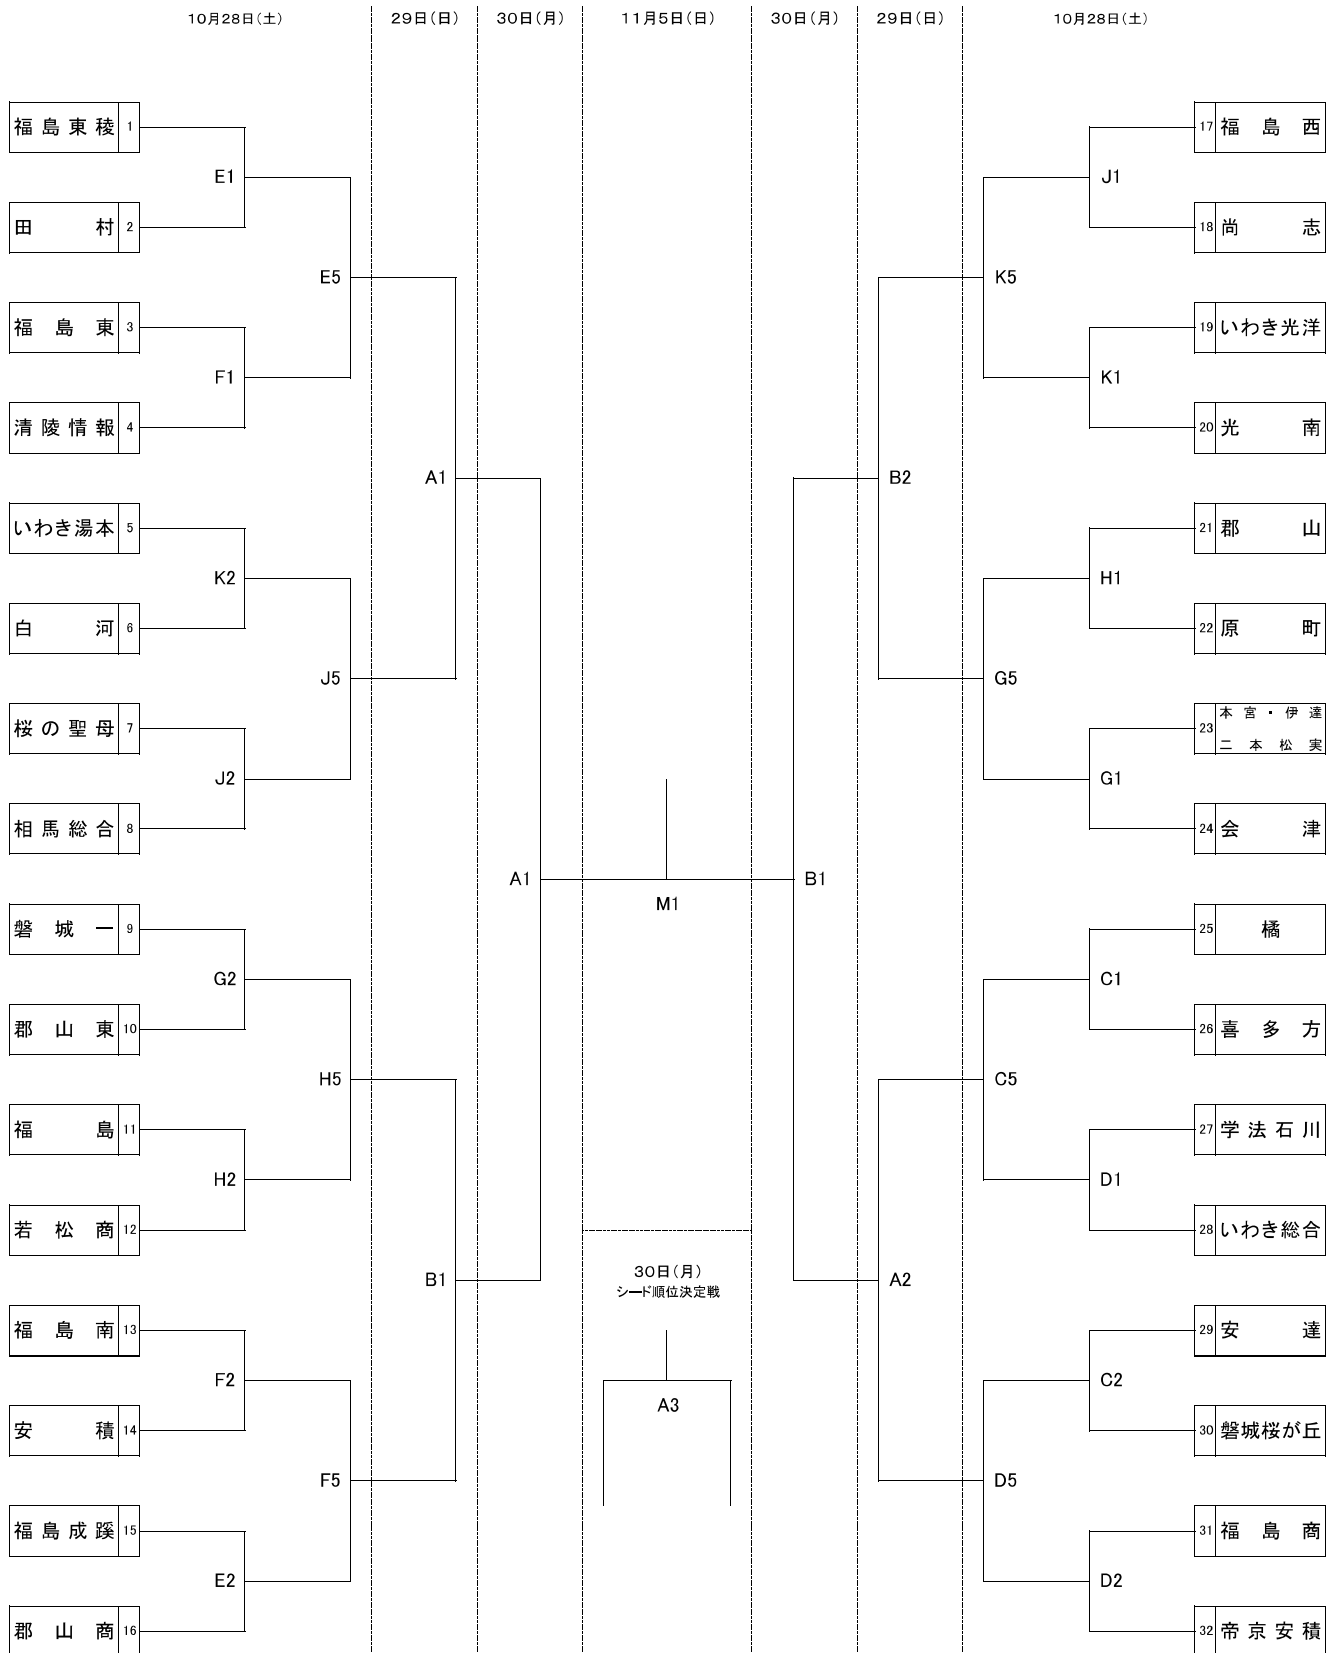 10月28日(土) 29日(日) 30日(月) 11月5日(日) 30日(月) 29日(日) 10月28日(土)
福島東稜 1
17 福島西
E1
J1
田村 2
18 尚志
E5
K5
福島東 3
19 いわき光洋
F1
K1
清陵情報 4
20 光南
A1
B2
いわき湯本 5
21 郡山
K2
H1
白河 6
22 原町
J5
G5
桜の聖母 7
23 本宮・伊達
二本松実
J2
G1
相馬総合 8
24 会津
A1
B1
M1
磐城一 9
25 橘
G2
C1
郡山東 10
26 喜多方
H5
C5
福島 11
27 学法石川
H2
D1
若松商 12
28 いわき総合
30日(月)
シード順位決定戦
B1
A2
福島南 13
29 安達
F2
C2
A3
安積 14
30 磐城桜が丘
F5
D5
福島成蹊 15
31 福島商
E2
D2
郡山商 16
32 帝京安積